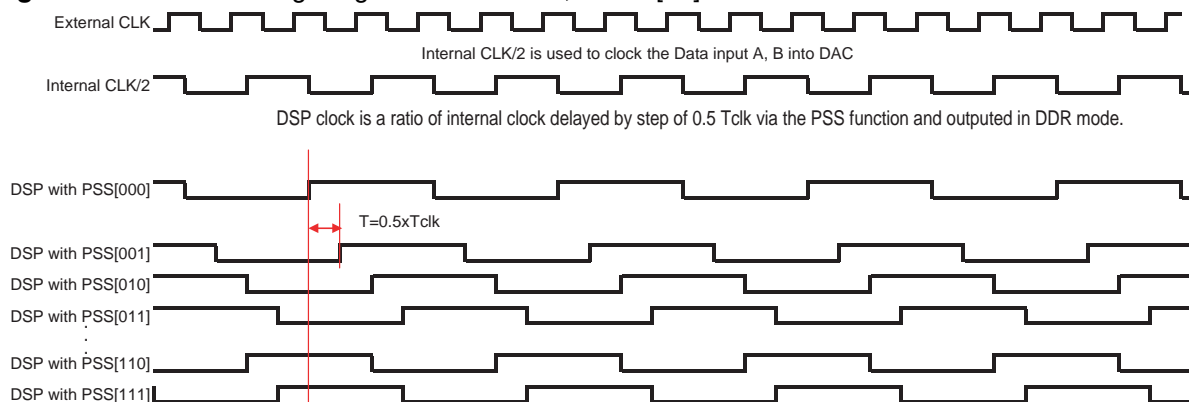 External CLK
Internal CLK/2 is used to clock the Data input A, B into DAC
Internal CLK/2
DSP clock is a ratio of internal clock delayed by step of 0.5 Tclk via the PSS function and outputed in DDR mode.
DSP with PSS[000]
T=0.5xTclk
DSP with PSS[001]
DSP with PSS[010]
DSP with PSS[011]
DSP with PSS[110]
DSP with PSS[111]